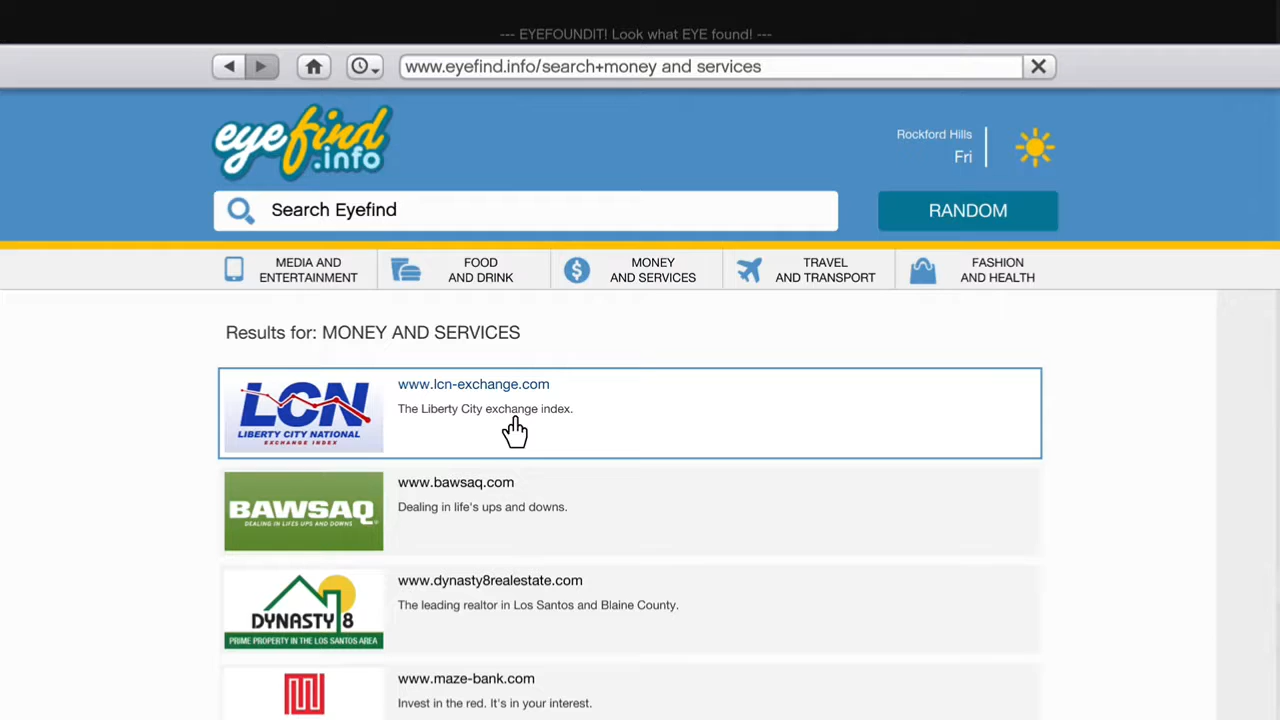 --- EYEFOUNDIT! Look what EYE found! ---
www.eyefind.info/search+money and services
eyefind
.info
Rockford Hills
Fri
Search Eyefind
RANDOM
MEDIA AND
ENTERTAINMENT
FOOD
AND DRINK
MONEY
AND SERVICES
TRAVEL
AND TRANSPORT
FASHION
AND HEALTH
Results for: MONEY AND SERVICES
LCN
LIBERTY CITY NATIONAL
EXCHANGE INDEX
www.lcn-exchange.com
The Liberty City exchange index.
BAWSAQ
DEALING IN LIFES UPS AND DOWNS
www.bawsaq.com
Dealing in life's ups and downs.
DYNASTY 8
PRIME PROPERTY IN THE LOS SANTOS AREA
www.dynasty8realestate.com
The leading realtor in Los Santos and Blaine County.
www.maze-bank.com
Invest in the red. It's in your interest.